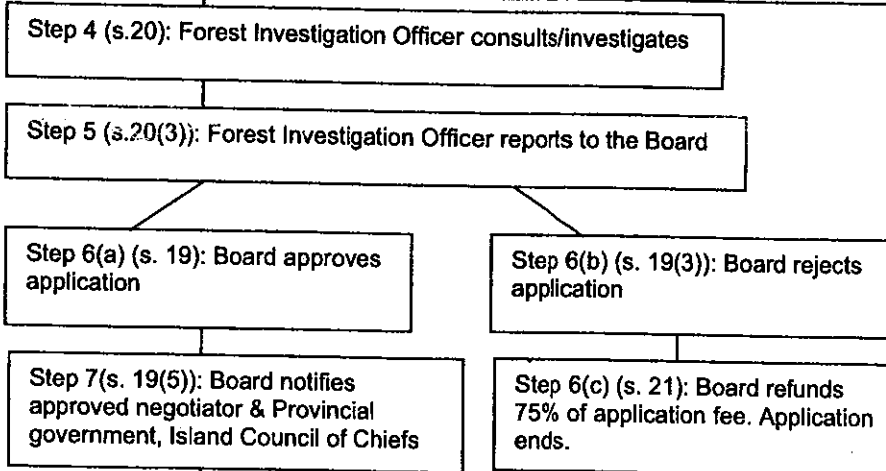 Step 4 (s.20): Forest Investigation Officer consults/investigates
Step 5 (s.20(3)): Forest Investigation Officer reports to the Board
Step 6(a) (s. 19): Board approves
application
Step 6(b) (s. 19(3)): Board rejects
application
Step 7(s. 19(5)): Board notifies
approved negotiator & Provincial
government, Island Council of Chiefs
Step 6(c) (s. 21): Board refunds
75% of application fee. Application
ends.